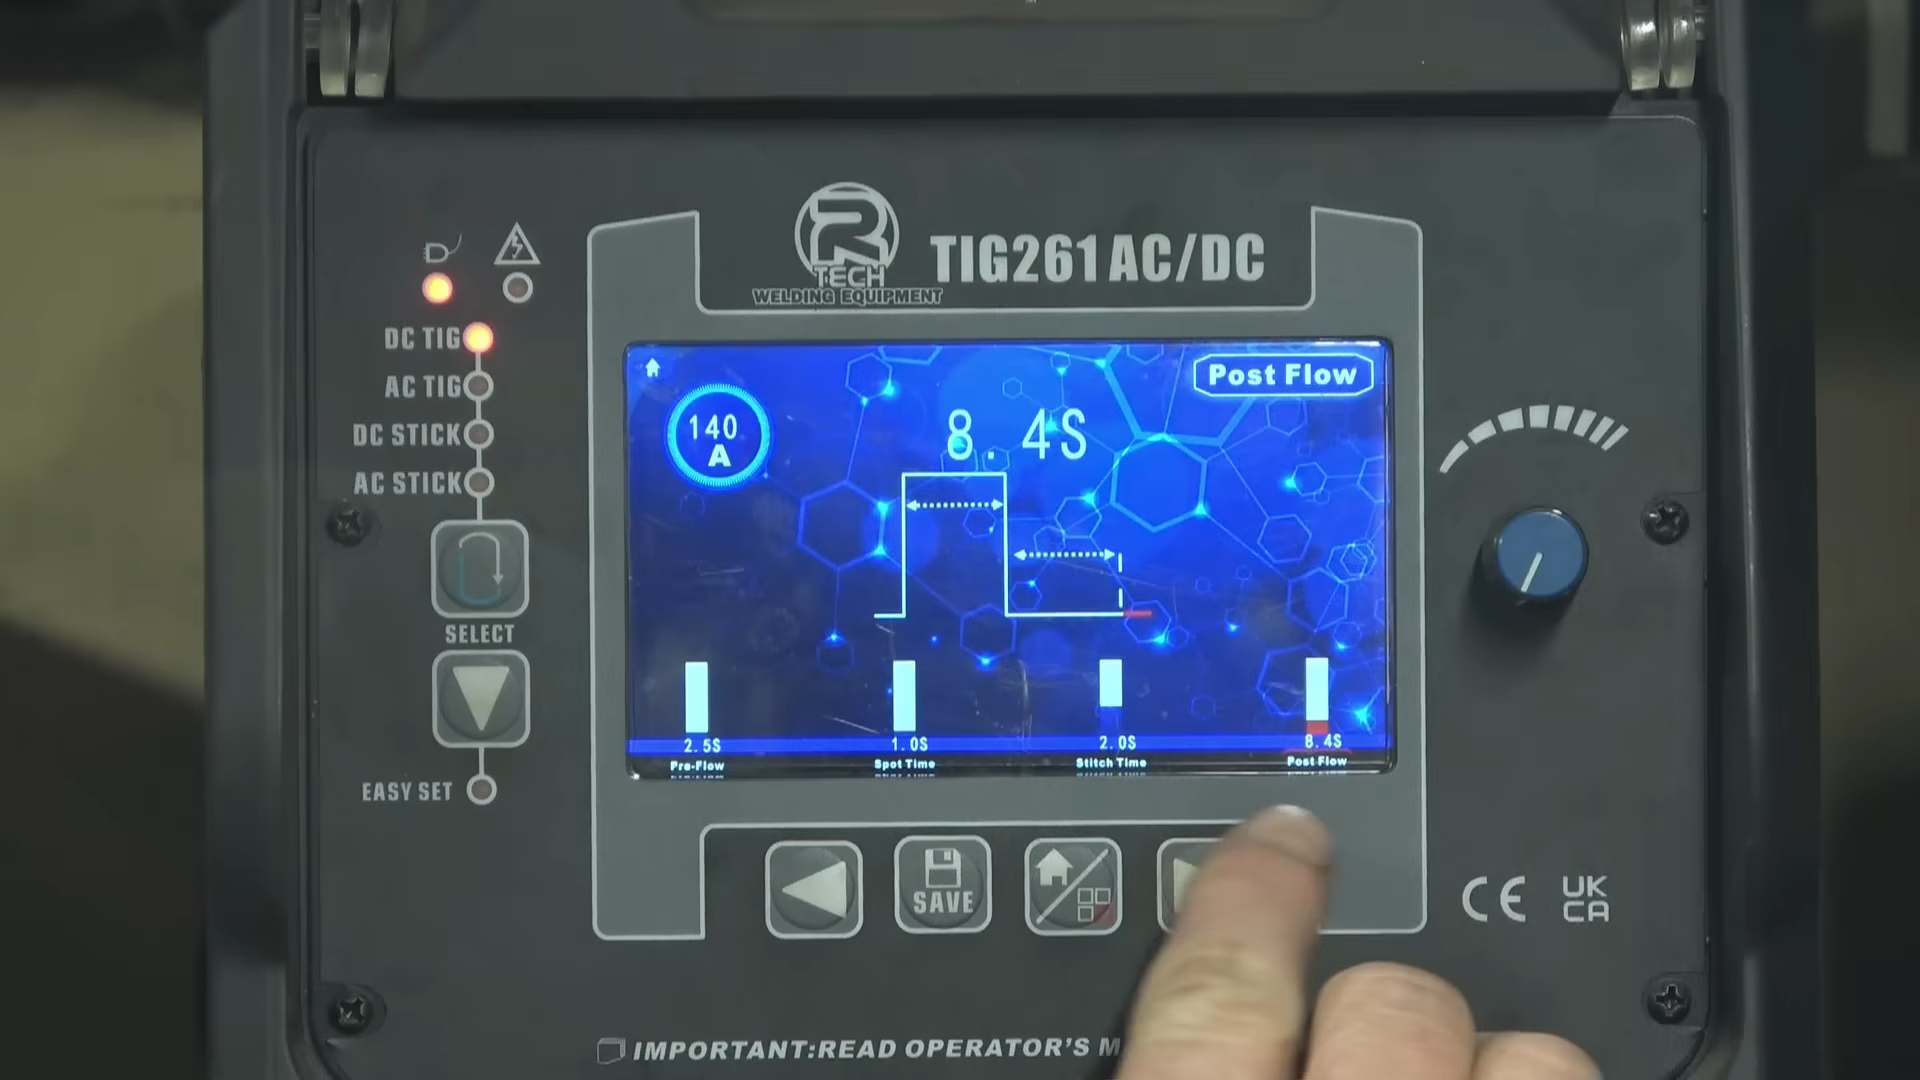 R
TECH
WELDING EQUIPMENT
TIG261 AC/DC
DC TIG
AC TIG
DC STICK
AC STICK
SELECT
EASY SET
Post Flow
140
A
8.4S
2.5S
1.0S
2.0S
8.4S
Pre-Flow
Spot Time
Stitch Time
Post Flow
SAVE
CE
UK
CA
IMPORTANT:READ OPERATOR'S